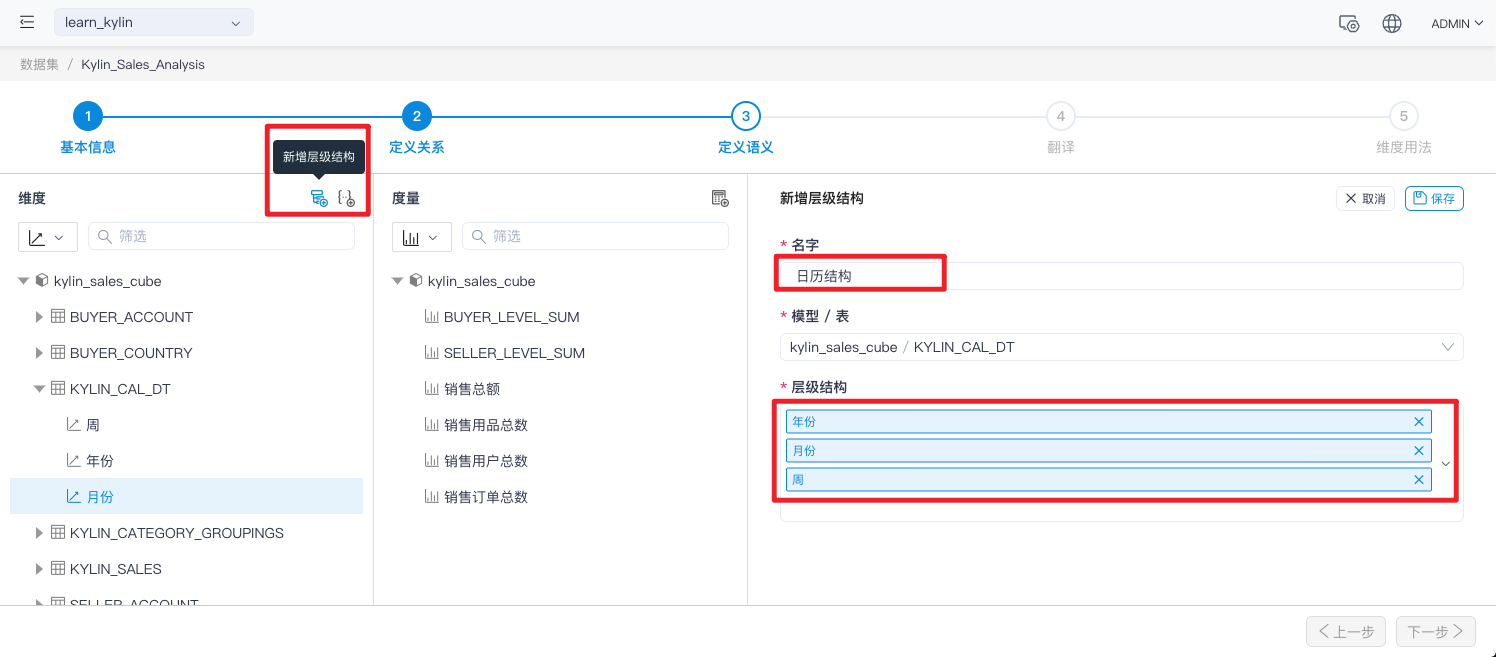 learn_kylin
ADMIN
数据集 / Kylin_Sales_Analysis
1
2
3
4
5
基本信息
定义关系
定义语义
翻译
维度用法
新增层级结构
维度
筛选
kylin_sales_cube
BUYER_ACCOUNT
BUYER_COUNTRY
KYLIN_CAL_DT
周
年份
月份
KYLIN_CATEGORY_GROUPINGS
KYLIN_SALES
SELLER_ACCOUNT
度量
筛选
kylin_sales_cube
BUYER_LEVEL_SUM
SELLER_LEVEL_SUM
销售总额
销售用品总数
销售用户总数
销售订单总数
新增层级结构
取消
保存
* 名字
日历结构
* 模型 / 表
kylin_sales_cube / KYLIN_CAL_DT
* 层级结构
年份
月份
周
上一步
下一步